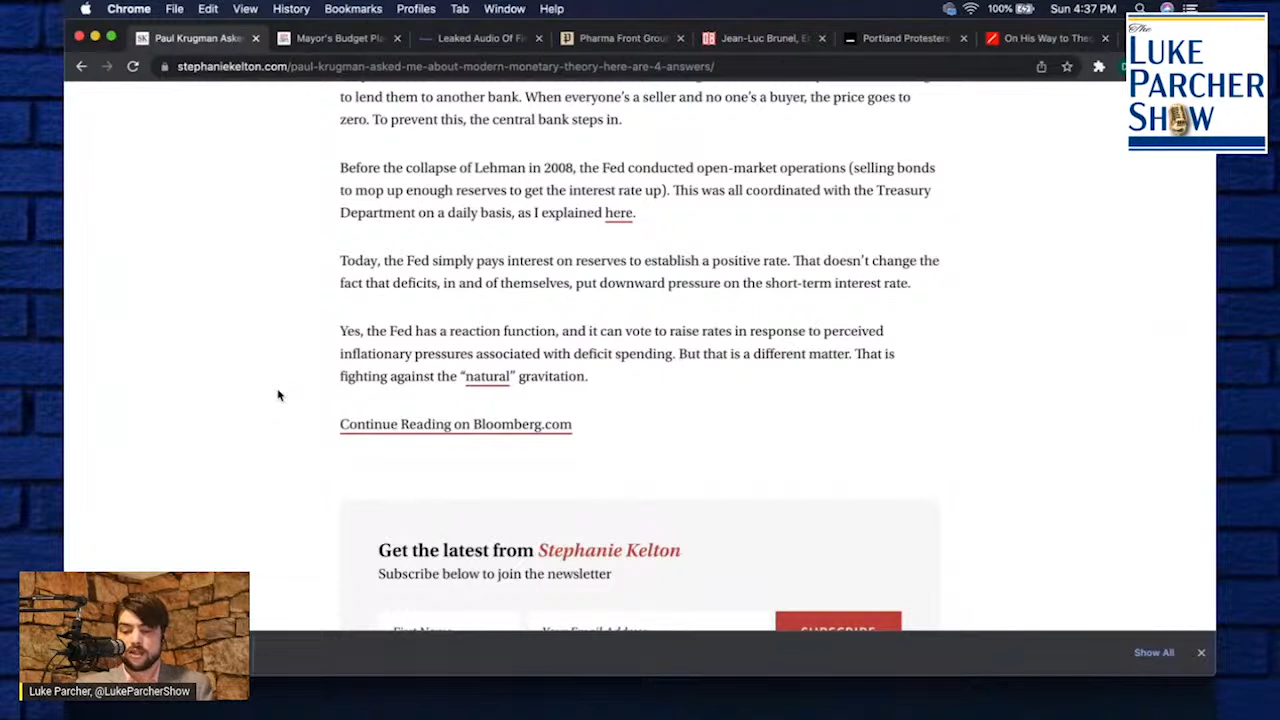 Chrome File Edit View History Bookmarks Profiles Tab Window Help 100% Sun 4:37 PM
Paul Krugman Aske
Mayor's Budget Pla
Leaked Audio Of Fi
Pharma Front Grou
Jean-Luc Brunel, E
Portland Protesters
On His Way to The
stephaniekelton.com/paul-krugman-asked-me-about-modern-monetary-theory-here-are-4-answers/
The
LUKE
PARCHER
SHOW
to lend them to another bank. When everyone's a seller and no one's a buyer, the price goes to
zero. To prevent this, the central bank steps in.
Before the collapse of Lehman in 2008, the Fed conducted open-market operations (selling bonds
to mop up enough reserves to get the interest rate up). This was all coordinated with the Treasury
Department on a daily basis, as I explained here.
Today, the Fed simply pays interest on reserves to establish a positive rate. That doesn't change the
fact that deficits, in and of themselves, put downward pressure on the short-term interest rate.
Yes, the Fed has a reaction function, and it can vote to raise rates in response to perceived
inflationary pressures associated with deficit spending. But that is a different matter. That is
fighting against the “natural” gravitation.
Continue Reading on Bloomberg.com
Get the latest from Stephanie Kelton
Subscribe below to join the newsletter
First Name Your Email Address SUBSCRIBE
Show All
Luke Parcher, @LukeParcherShow